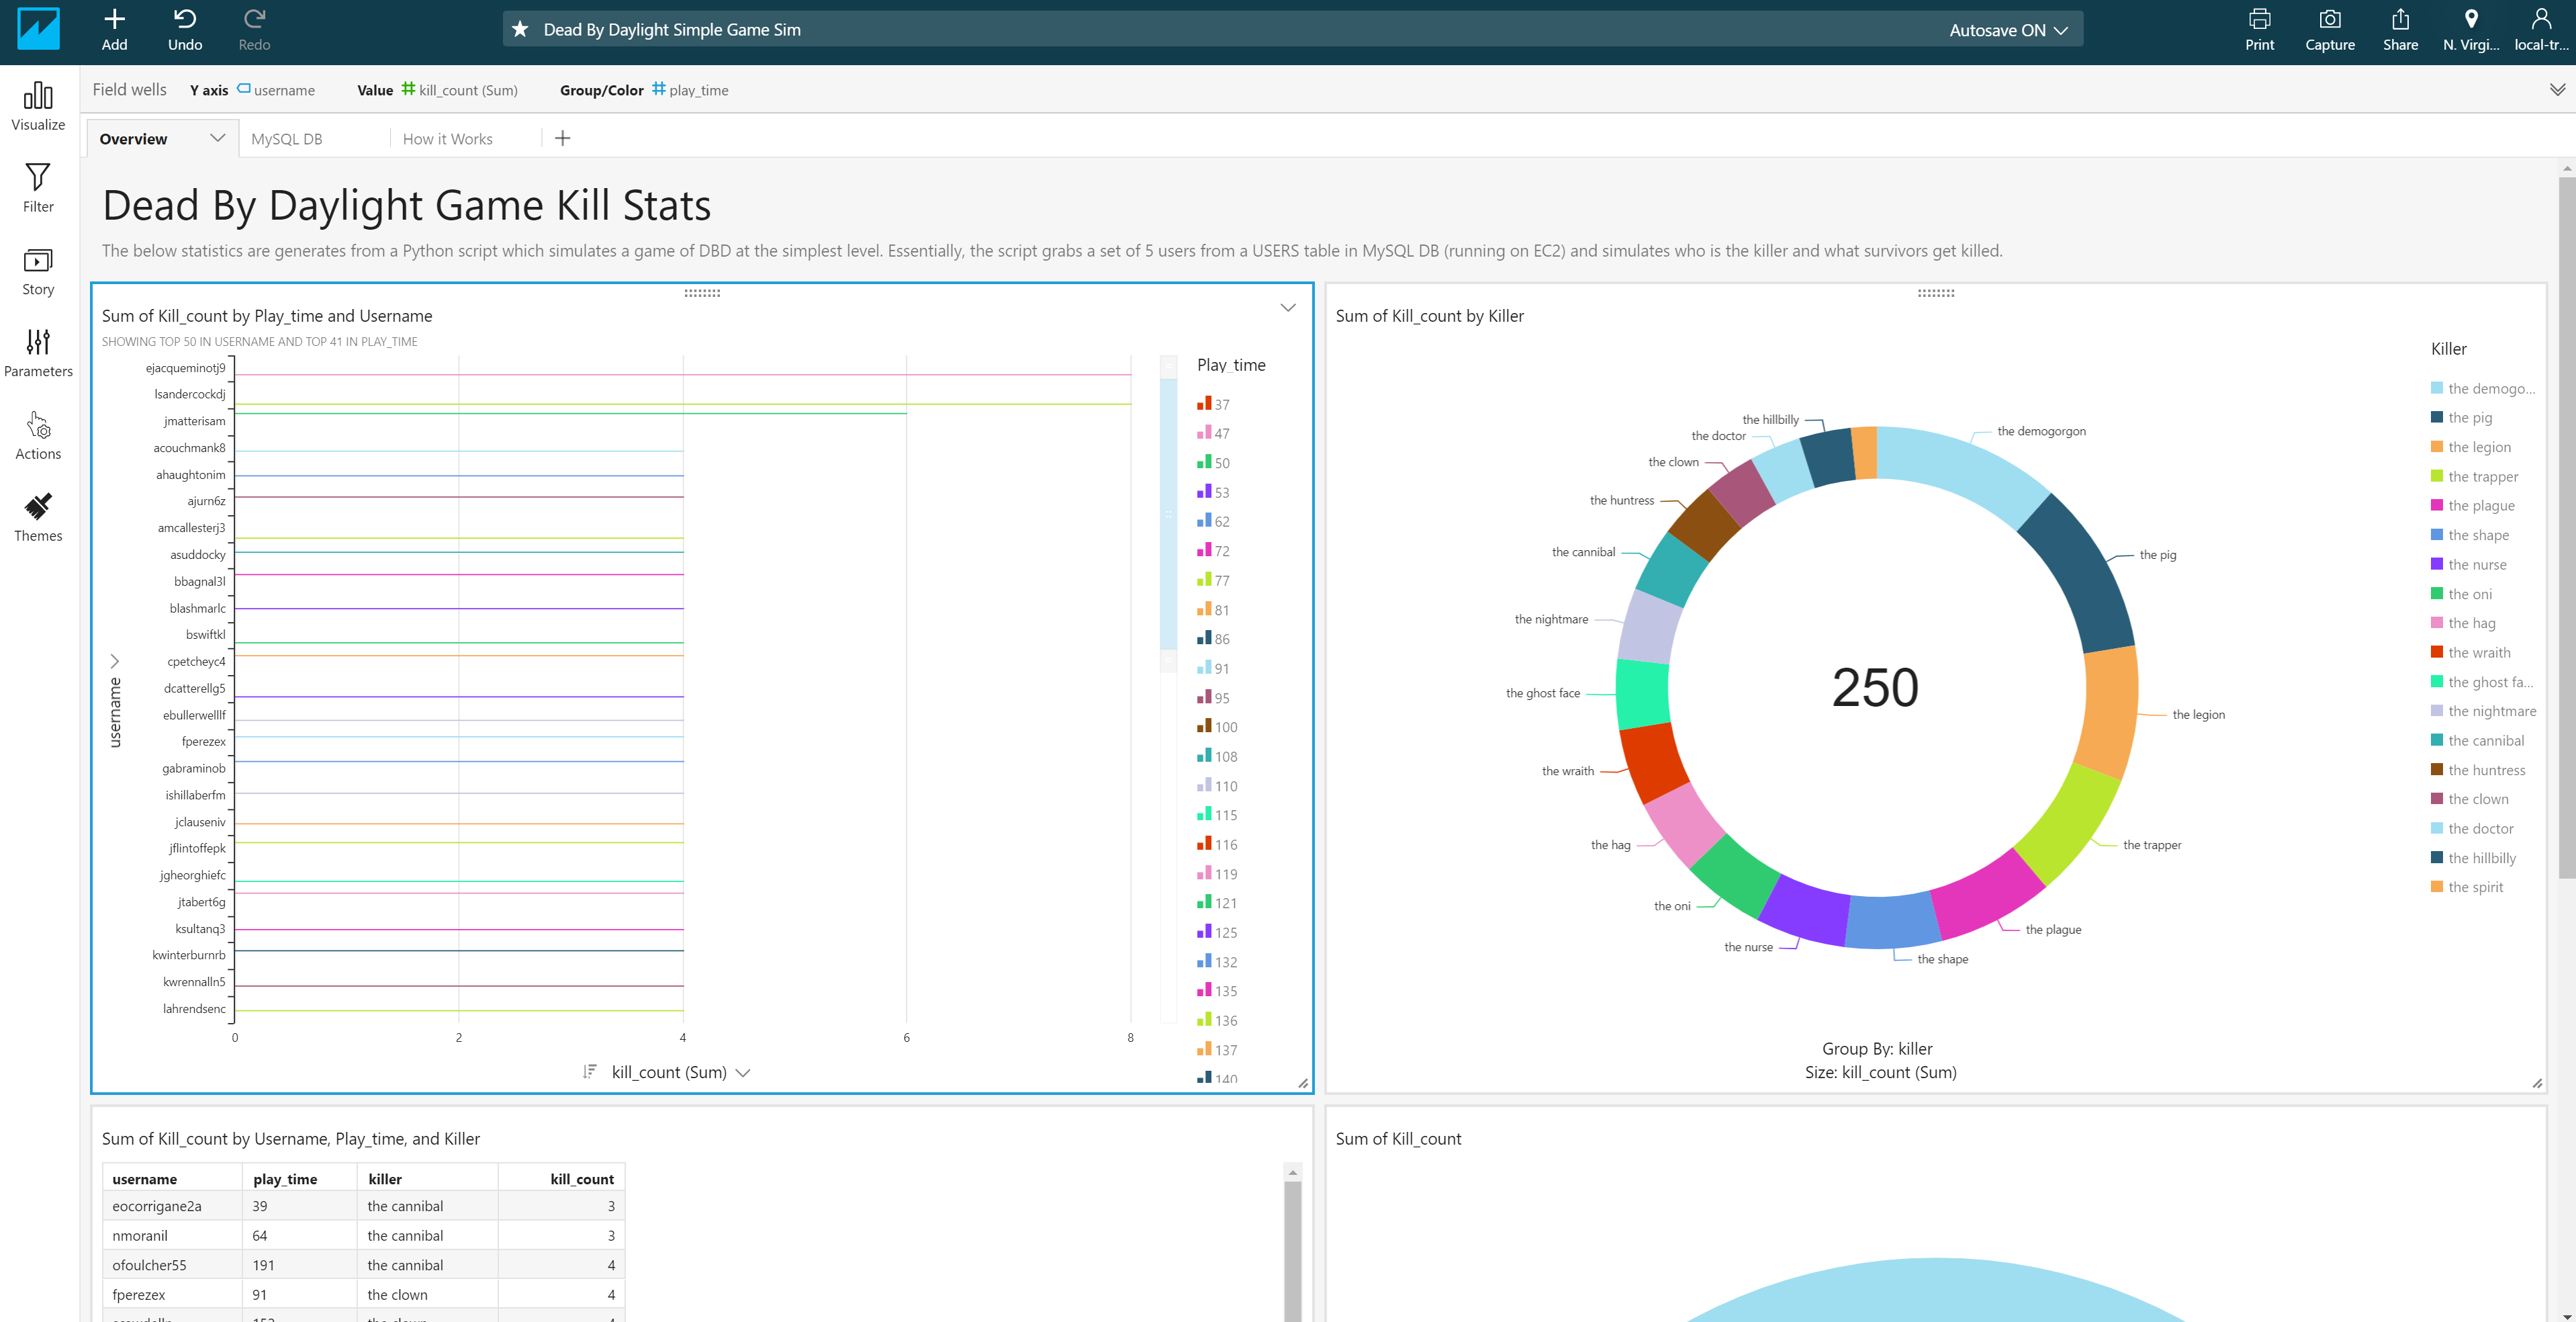 Add
Undo
Redo
Dead By Daylight Simple Game Sim
Autosave ON
Print
Capture
Share
N. Virgi...
local-tr...
Field wells
Y axis username
Value kill_count (Sum)
Group/Color play_time
Visualize
Filter
Story
Parameters
Actions
Themes
Overview
MySQL DB
How it Works
Dead By Daylight Game Kill Stats
The below statistics are generates from a Python script which simulates a game of DBD at the simplest level. Essentially, the script grabs a set of 5 users from a USERS table in MySQL DB (running on EC2) and simulates who is the killer and what survivors get killed.
Sum of Kill_count by Play_time and Username
SHOWING TOP 50 IN USERNAME AND TOP 41 IN PLAY_TIME
username
ejacqueminotj9
lsandercockdj
jmatterisam
acouchmank8
ahaughtonim
ajurn6z
amcallesterj3
asuddocky
bbagnal3l
blashmarlc
bswiftkl
cpetcheyc4
dcatterellg5
ebullerwelllf
fperezex
gabraminob
ishillaberfm
jclauseniv
jflintoffepk
jgheorghiefc
jtabert6g
ksultanq3
kwinterburnrb
kwrennalln5
lahrendsenc
0
2
4
6
8
kill_count (Sum)
Play_time
37
47
50
53
62
72
77
81
86
91
95
100
108
110
115
116
119
121
125
132
135
136
137
140
Sum of Kill_count by Killer
the hillbilly
the doctor
the clown
the huntress
the cannibal
the nightmare
the ghost face
the wraith
the hag
the oni
the nurse
the shape
the plague
the trapper
the legion
the pig
the demogorgon
250
Group By: killer
Size: kill_count (Sum)
Killer
the demogo...
the pig
the legion
the trapper
the plague
the shape
the nurse
the oni
the hag
the wraith
the ghost fa...
the nightmare
the cannibal
the huntress
the clown
the doctor
the hillbilly
the spirit
Sum of Kill_count by Username, Play_time, and Killer
username play_time killer kill_count
eocorrigane2a 39 the cannibal 3
nmoranil 64 the cannibal 3
ofoulcher55 191 the cannibal 4
fperezex 91 the clown 4
Sum of Kill_count